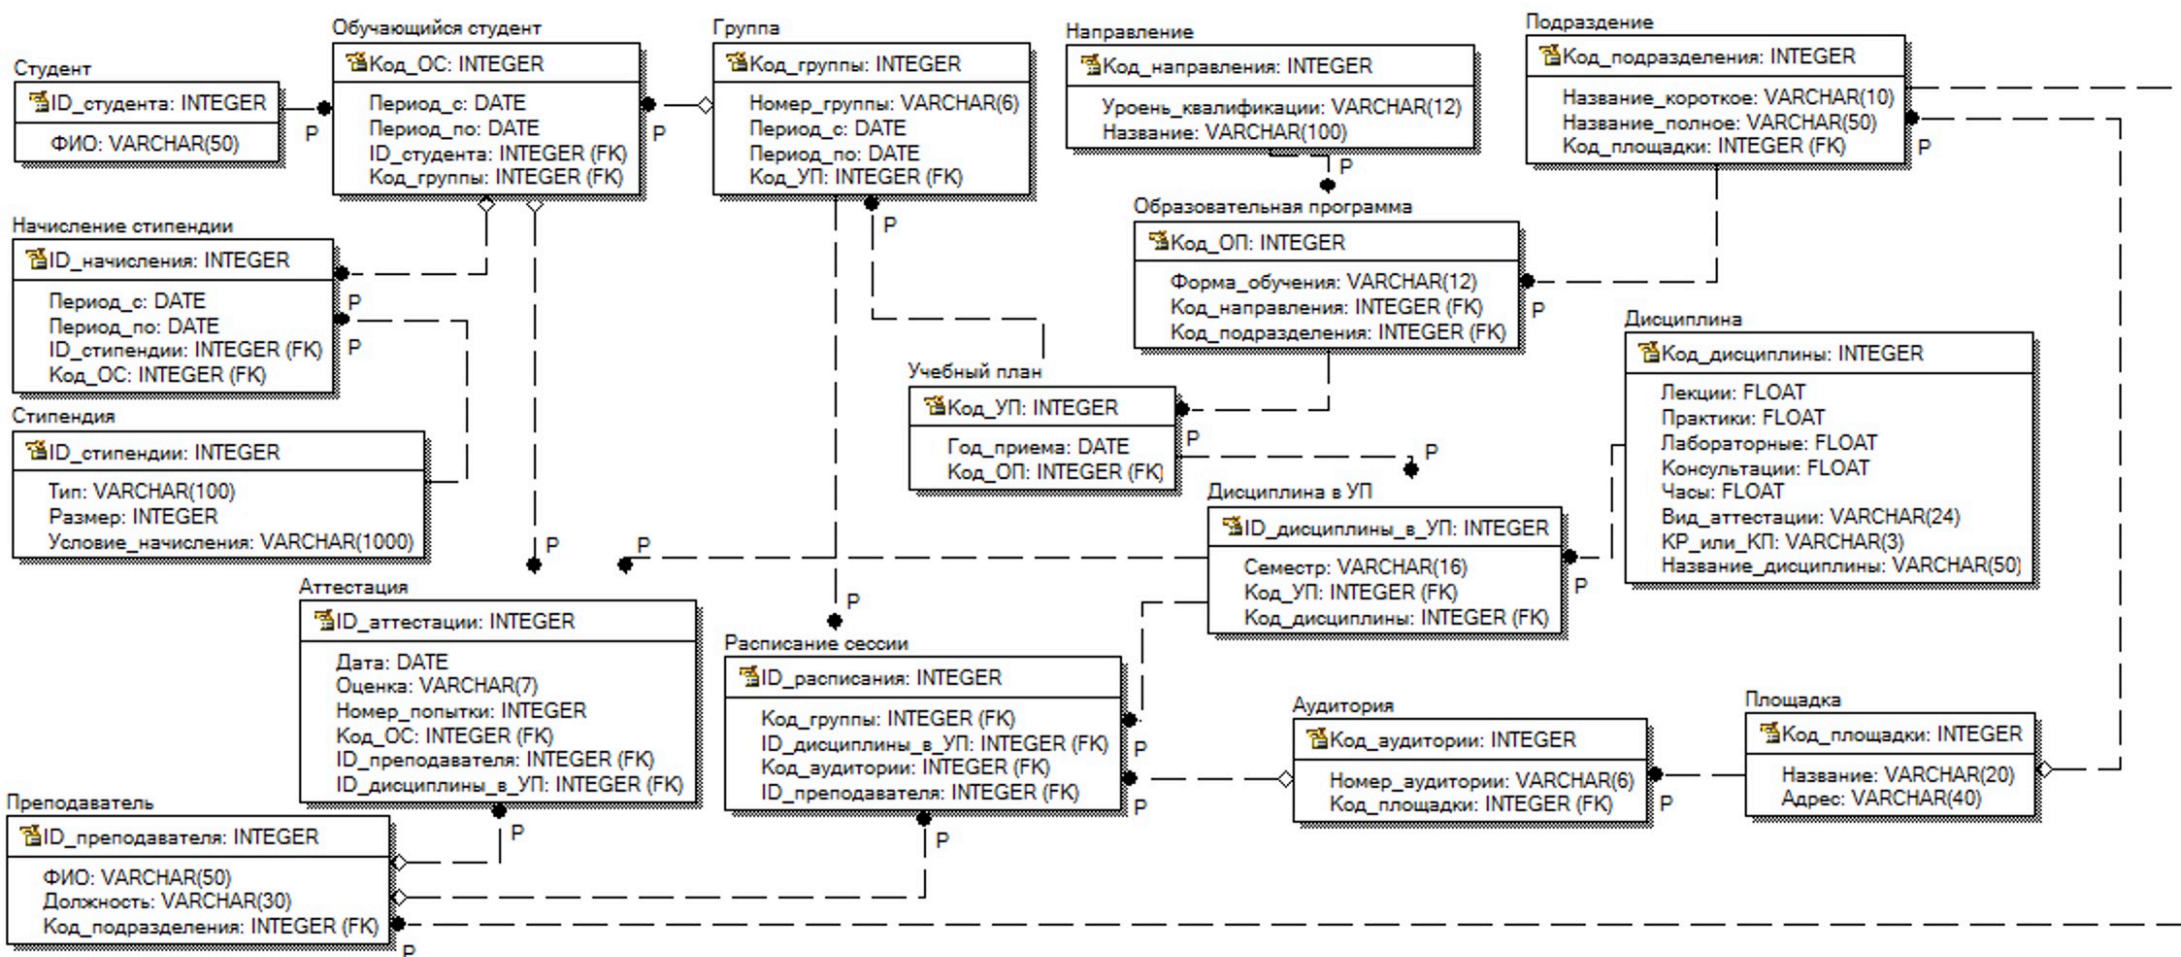 Студент
ID_студента: INTEGER
ФИО: VARCHAR(50)
P
Обучающийся студент
Код_ОС: INTEGER
Период_с: DATE
Период_по: DATE
ID_студента: INTEGER (FK)
Код_группы: INTEGER (FK)
P
Группа
Код_группы: INTEGER
Номер_группы: VARCHAR(6)
Период_с: DATE
Период_по: DATE
Код_УП: INTEGER (FK)
P
Направление
Код_направления: INTEGER
Уроень_квалификации: VARCHAR(12)
Название: VARCHAR(100)
P
Подраздение
Код_подразделения: INTEGER
Название_короткое: VARCHAR(10)
Название_полное: VARCHAR(50)
Код_площадки: INTEGER (FK)
P
Начисление стипендии
ID_начисления: INTEGER
Период_с: DATE
Период_по: DATE
ID_стипендии: INTEGER (FK)
Код_ОС: INTEGER (FK)
P
P
Образовательная программа
Код_ОП: INTEGER
Форма_обучения: VARCHAR(12)
Код_направления: INTEGER (FK)
Код_подразделения: INTEGER (FK)
P
Стипендия
ID_стипендии: INTEGER
Тип: VARCHAR(100)
Размер: INTEGER
Условие_начисления: VARCHAR(1000)
Учебный план
Код_УП: INTEGER
Год_приема: DATE
Код_ОП: INTEGER (FK)
P
P
Дисциплина
Код_дисциплины: INTEGER
Лекции: FLOAT
Практики: FLOAT
Лабораторные: FLOAT
Консультации: FLOAT
Часы: FLOAT
Вид_аттестации: VARCHAR(24)
КР_или_КП: VARCHAR(3)
Название_дисциплины: VARCHAR(50)
Дисциплина в УП
ID_дисциплины_в_УП: INTEGER
Семестр: VARCHAR(16)
Код_УП: INTEGER (FK)
Код_дисциплины: INTEGER (FK)
P
P
P
Аттестация
ID_аттестации: INTEGER
Дата: DATE
Оценка: VARCHAR(7)
Номер_попытки: INTEGER
Код_ОС: INTEGER (FK)
ID_преподавателя: INTEGER (FK)
ID_дисциплины_в_УП: INTEGER (FK)
P
P
Расписание сессии
ID_расписания: INTEGER
Код_группы: INTEGER (FK)
ID_дисциплины_в_УП: INTEGER (FK)
Код_аудитории: INTEGER (FK)
ID_преподавателя: INTEGER (FK)
P
P
P
Аудитория
Код_аудитории: INTEGER
Номер_аудитории: VARCHAR(6)
Код_площадки: INTEGER (FK)
P
Площадка
Код_площадки: INTEGER
Название: VARCHAR(20)
Адрес: VARCHAR(40)
Преподаватель
ID_преподавателя: INTEGER
ФИО: VARCHAR(50)
Должность: VARCHAR(30)
Код_подразделения: INTEGER (FK)
P